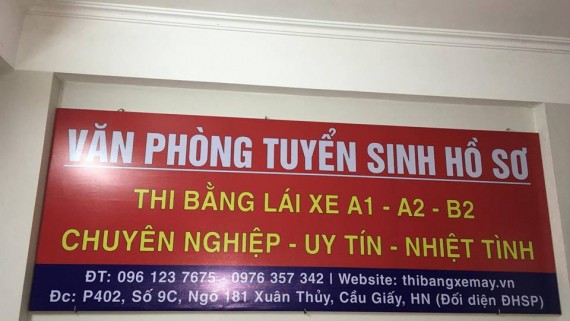 VĂN PHÒNG TUYỂN SINH HỒ SƠ
THI BẰNG LÁI XE A1 - A2 - B2
CHUYÊN NGHIỆP - UY TÍN - NHIỆT TÌNH
ĐT: 096 123 7675 - 0976 357 342 | Website: thibangxemay.vn
Đc: P402, Số 9C, Ngõ 181 Xuân Thủy, Cầu Giấy, HN (Đối diện ĐHSP)